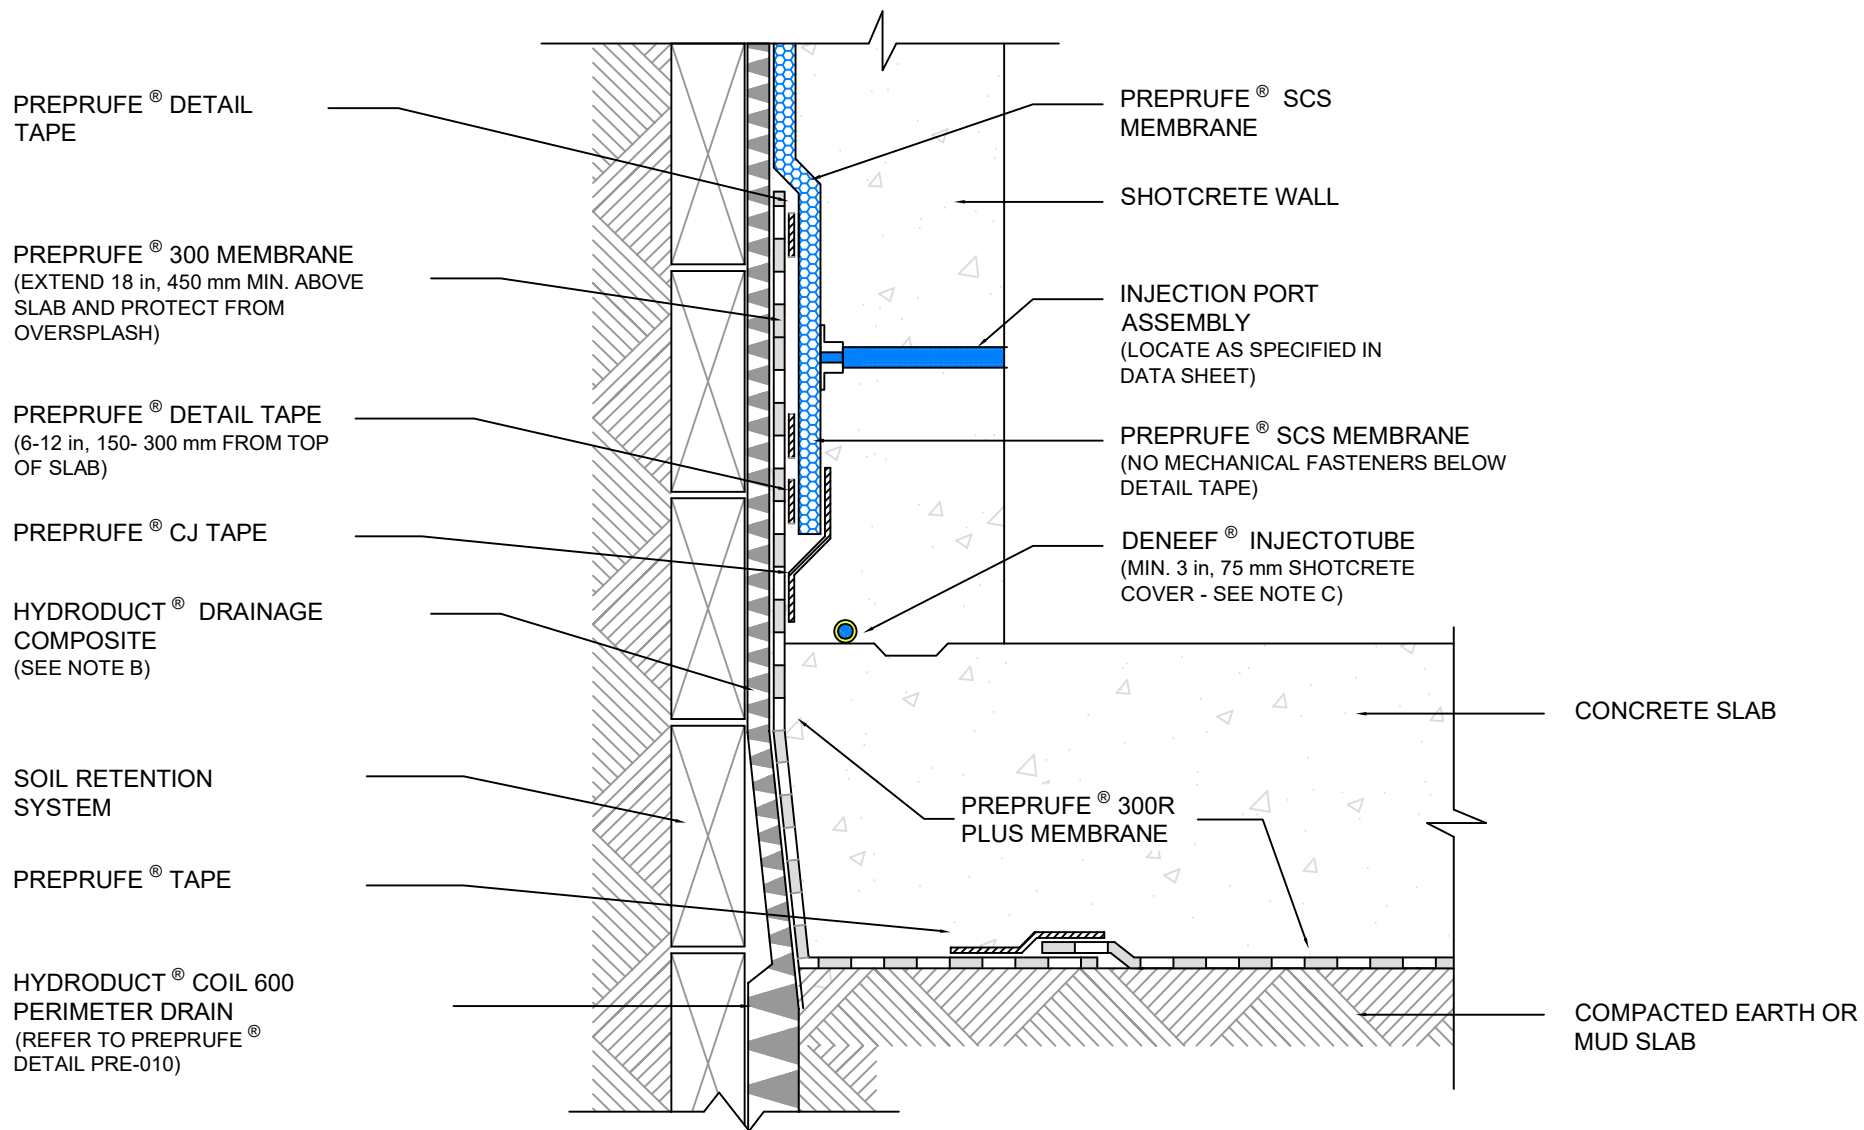 PREPRUFE ® DETAIL
TAPE
PREPRUFE ® 300 MEMBRANE
(EXTEND 18 in, 450 mm MIN. ABOVE
SLAB AND PROTECT FROM
OVERSPLASH)
PREPRUFE ® DETAIL TAPE
(6-12 in, 150- 300 mm FROM TOP
OF SLAB)
PREPRUFE ® CJ TAPE
HYDRODUCT ® DRAINAGE
COMPOSITE
(SEE NOTE B)
SOIL RETENTION
SYSTEM
PREPRUFE ® TAPE
HYDRODUCT ® COIL 600
PERIMETER DRAIN
(REFER TO PREPRUFE ®
DETAIL PRE-010)
PREPRUFE ® SCS
MEMBRANE
SHOTCRETE WALL
INJECTION PORT
ASSEMBLY
(LOCATE AS SPECIFIED IN
DATA SHEET)
PREPRUFE ® SCS MEMBRANE
(NO MECHANICAL FASTENERS BELOW
DETAIL TAPE)
DENEEF ® INJECTOTUBE
(MIN. 3 in, 75 mm SHOTCRETE
COVER - SEE NOTE C)
PREPRUFE ® 300R
PLUS MEMBRANE
CONCRETE SLAB
COMPACTED EARTH OR
MUD SLAB